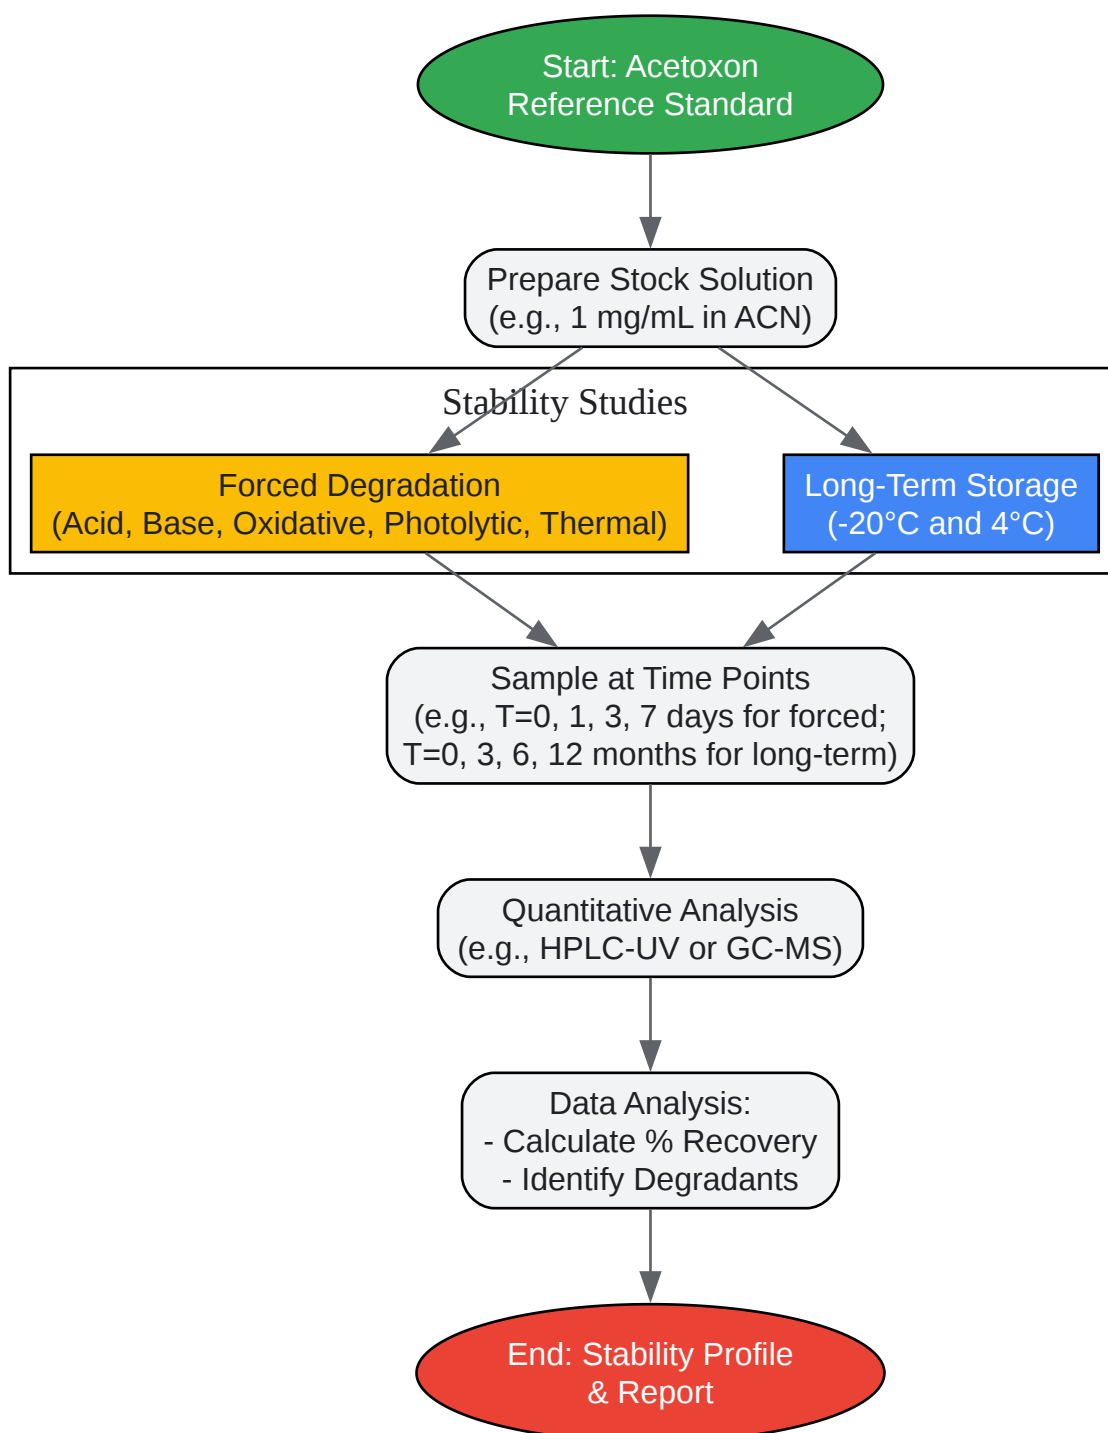 Start: Acetoxon
Reference Standard
Prepare Stock Solution
(e.g., 1 mg/mL in ACN)
Stability Studies
Forced Degradation
(Acid, Base, Oxidative, Photolytic, Thermal)
Long-Term Storage
(-20°C and 4°C)
Sample at Time Points
(e.g., T=0, 1, 3, 7 days for forced;
T=0, 3, 6, 12 months for long-term)
Quantitative Analysis
(e.g., HPLC-UV or GC-MS)
Data Analysis:
- Calculate % Recovery
- Identify Degradants
End: Stability Profile
& Report